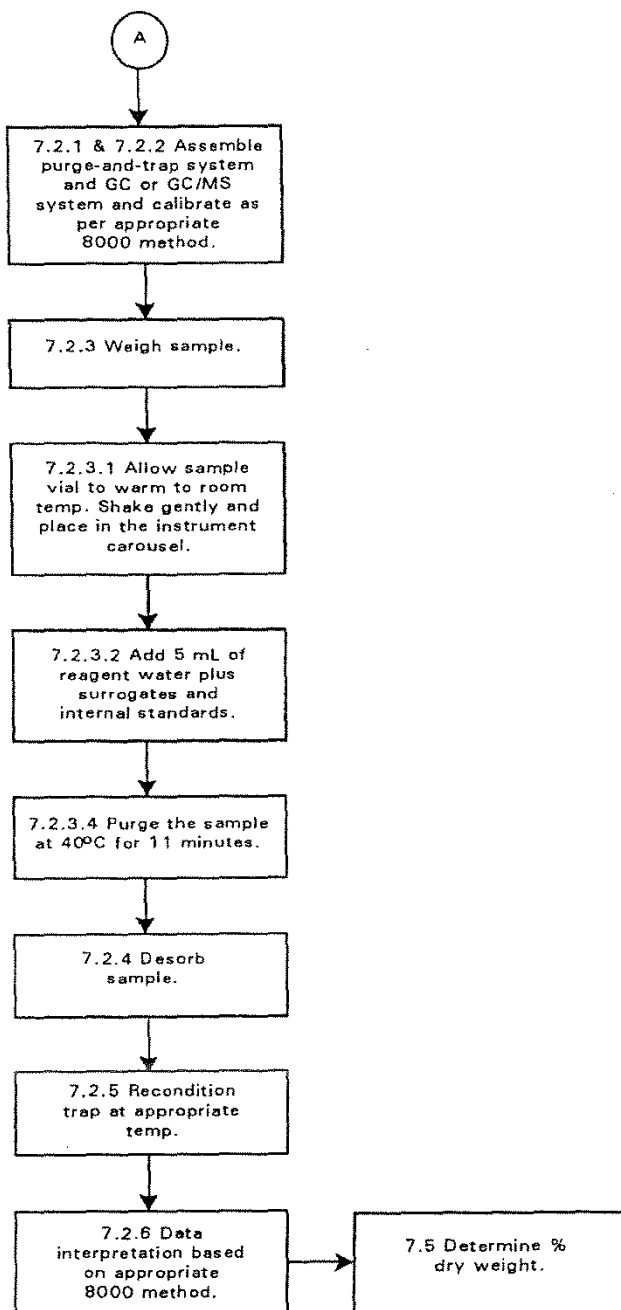 A
7.2.1 & 7.2.2 Assemble
purge-and-trap system
and GC or GC/MS
system and calibrate as
per appropriate
8000 method.
7.2.3 Weigh sample.
7.2.3.1 Allow sample
vial to warm to room
temp. Shake gently and
place in the instrument
carousel.
7.2.3.2 Add 5 mL of
reagent water plus
surrogates and
internal standards.
7.2.3.4 Purge the sample
at 40ºC for 11 minutes.
7.2.4 Desorb
sample.
7.2.5 Recondition
trap at appropriate
temp.
7.2.6 Data
interpretation based
on appropriate
8000 method.
7.5 Determine %
dry weight.